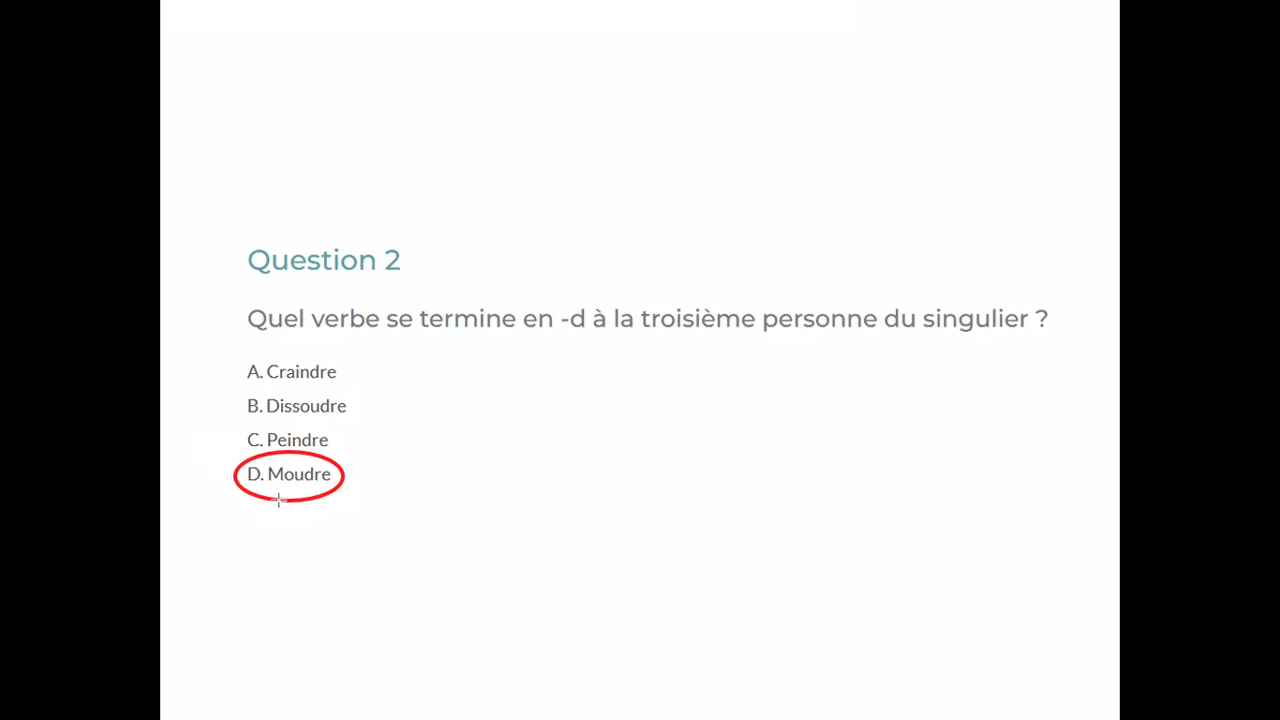 Question 2
Quel verbe se termine en -d à la troisième personne du singulier ?
A. Craindre
B. Dissoudre
C. Peindre
D. Moudre